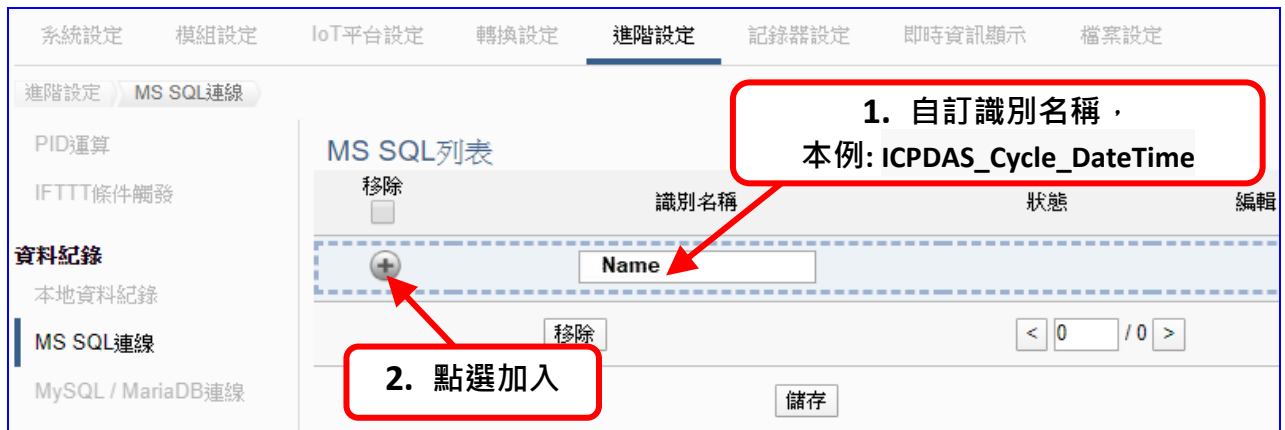 系統設定 模組設定 IoT平台設定 轉換設定 進階設定 記錄器設定 即時資訊顯示 檔案設定
進階設定 MS SQL連線
PID運算
IFTTT條件觸發
資料紀錄
本地資料紀錄
MS SQL連線
MySQL / MariaDB連線
MS SQL列表
移除 識別名稱 狀態 編輯
Name
移除 < 0 / 0 >
儲存
1. 自訂識別名稱，
本例: ICPDAS_Cycle_DateTime
2. 點選加入